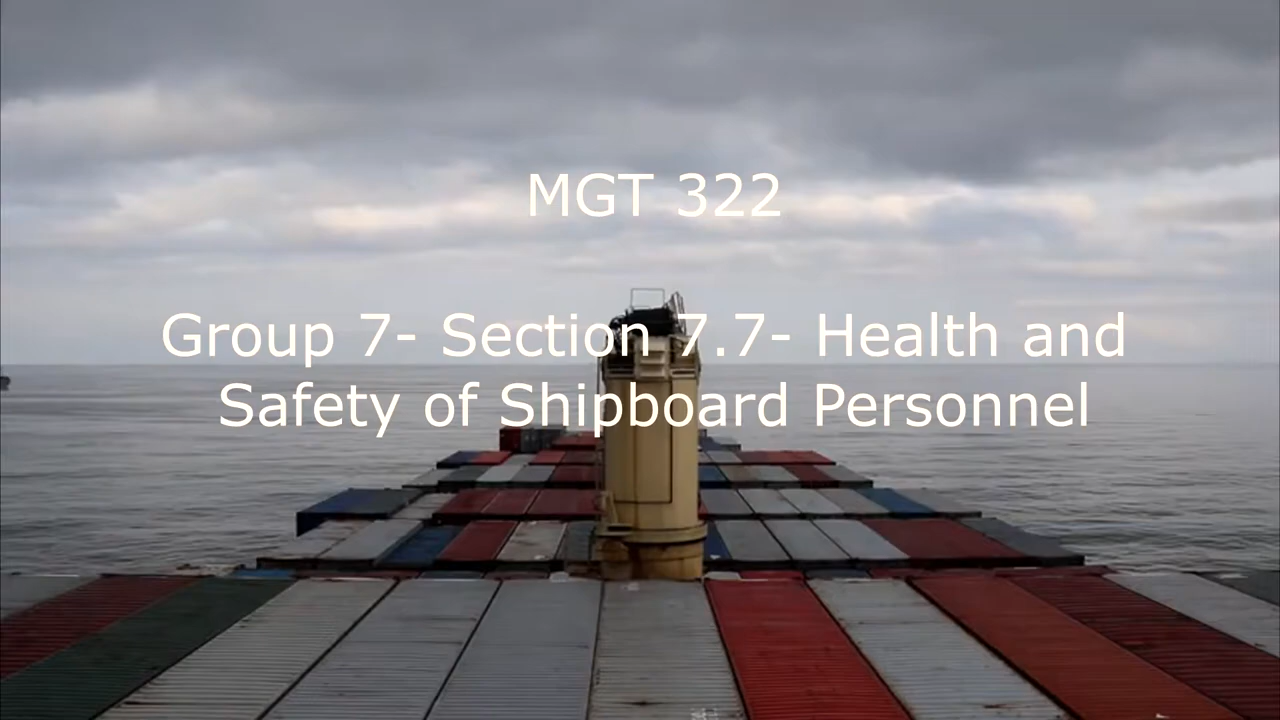 MGT 322
Group 7- Section 7.7- Health and
Safety of Shipboard Personnel